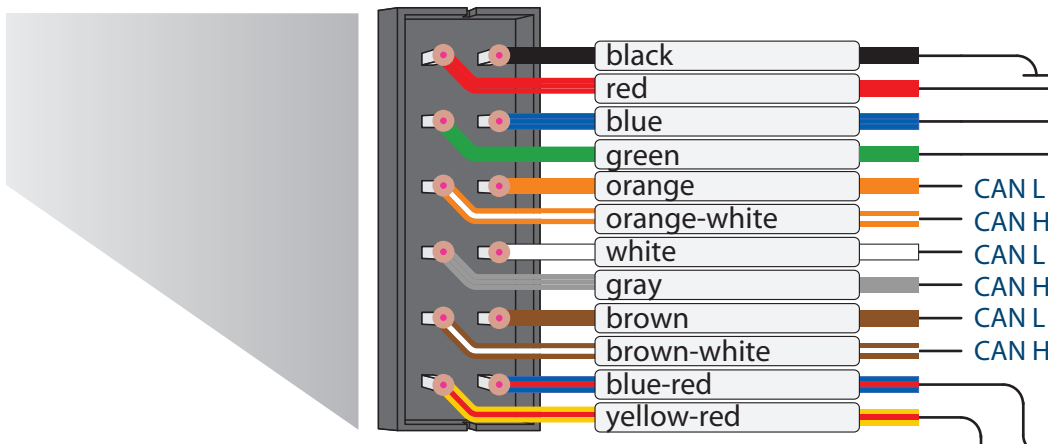 black
red
blue
green
orange CAN L
orange-white CAN H
white CAN L
gray CAN H
brown CAN L
brown-white CAN H
blue-red
yellow-red